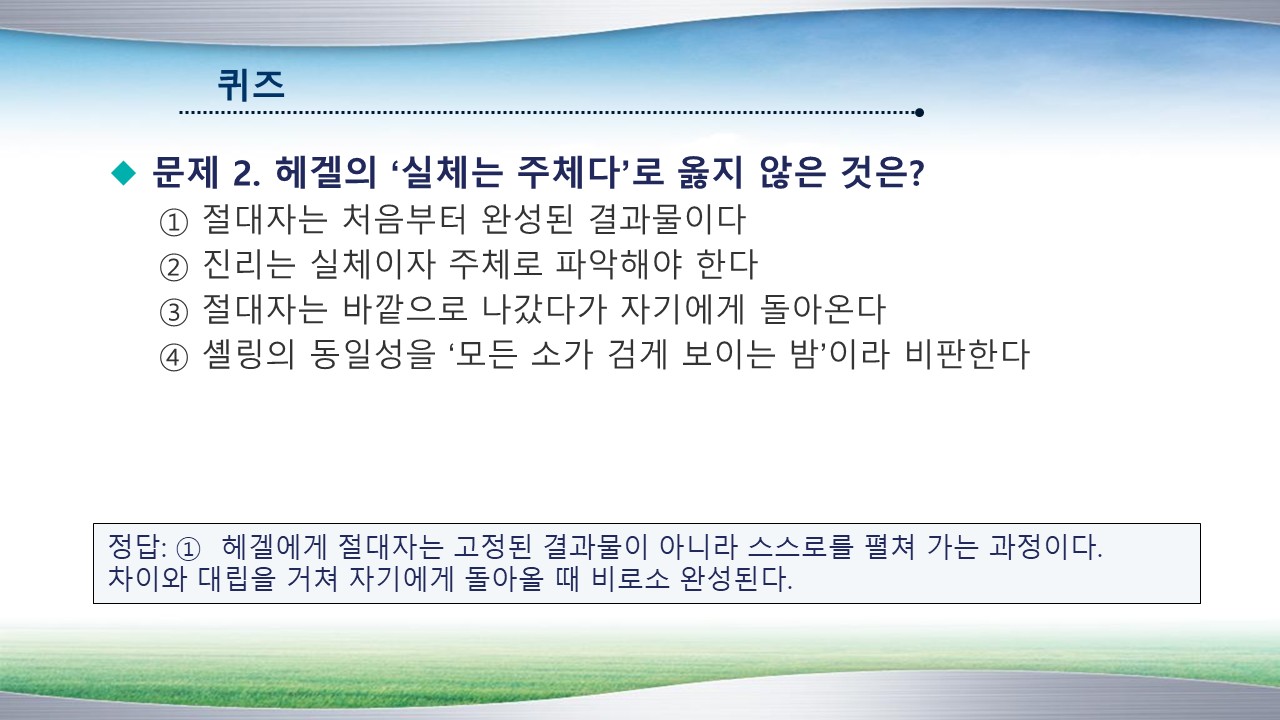 퀴즈
문제 2. 헤겔의 ‘실체는 주체다’로 옳지 않은 것은?
① 절대자는 처음부터 완성된 결과물이다
② 진리는 실체이자 주체로 파악해야 한다
③ 절대자는 바깥으로 나갔다가 자기에게 돌아온다
④ 셸링의 동일성을 ‘모든 소가 검게 보이는 밤’이라 비판한다
정답: ① 헤겔에게 절대자는 고정된 결과물이 아니라 스스로를 펼쳐 가는 과정이다.
차이와 대립을 거쳐 자기에게 돌아올 때 비로소 완성된다.